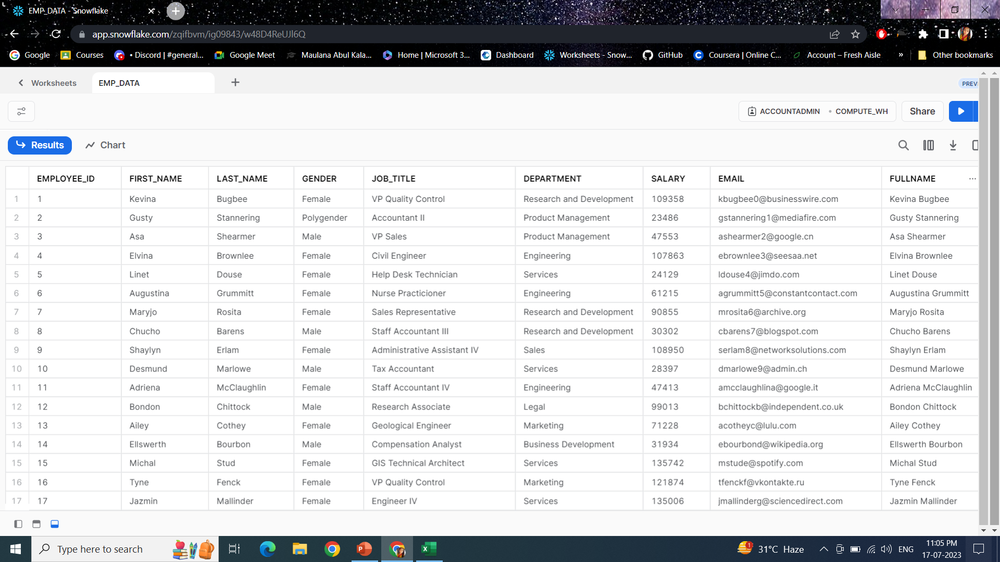 EMP_DATA - Snowflake
app.snowflake.com/zqifbvm/ig09843/w48D4ReUJl6Q
Google Courses • Discord | #general... Google Meet Maulana Abul Kala... Home | Microsoft 3... Dashboard Worksheets - Snow... GitHub Coursera | Online C... Account – Fresh Aisle » Other bookmarks
Worksheets EMP_DATA + PREVI
ACCOUNTADMIN • COMPUTE_WH Share
Results Chart
EMPLOYEE_ID FIRST_NAME LAST_NAME GENDER JOB_TITLE DEPARTMENT SALARY EMAIL FULLNAME ...
1 1 Kevina Bugbee Female VP Quality Control Research and Development 109358 kbugbee0@businesswire.com Kevina Bugbee
2 2 Gusty Stannering Polygender Accountant II Product Management 23486 gstannering1@mediafire.com Gusty Stannering
3 3 Asa Shearmer Male VP Sales Product Management 47553 ashearmer2@google.cn Asa Shearmer
4 4 Elvina Brownlee Female Civil Engineer Engineering 107863 ebrownlee3@seesaa.net Elvina Brownlee
5 5 Linet Douse Female Help Desk Technician Services 24129 ldouse4@jimdo.com Linet Douse
6 6 Augustina Grummitt Female Nurse Practicioner Engineering 61215 agrummitt5@constantcontact.com Augustina Grummitt
7 7 Maryjo Rosita Female Sales Representative Research and Development 90855 mrosita6@archive.org Maryjo Rosita
8 8 Chucho Barens Male Staff Accountant III Research and Development 30302 cbarens7@blogspot.com Chucho Barens
9 9 Shaylyn Erlam Female Administrative Assistant IV Sales 108950 serlam8@networksolutions.com Shaylyn Erlam
10 10 Desmund Marlowe Male Tax Accountant Services 28397 dmarlowe9@admin.ch Desmund Marlowe
11 11 Adriena McClaughlin Female Staff Accountant IV Engineering 47413 amcclaughlina@google.it Adriena McClaughlin
12 12 Bondon Chittock Male Research Associate Legal 99013 bchittockb@independent.co.uk Bondon Chittock
13 13 Ailey Cothey Female Geological Engineer Marketing 71228 acotheyc@lulu.com Ailey Cothey
14 14 Ellswerth Bourbon Male Compensation Analyst Business Development 31934 ebourbond@wikipedia.org Ellswerth Bourbon
15 15 Michal Stud Female GIS Technical Architect Services 135742 mstude@spotify.com Michal Stud
16 16 Tyne Fenck Female VP Quality Control Marketing 121874 tfenckf@vkontakte.ru Tyne Fenck
17 17 Jazmin Mallinder Female Engineer IV Services 135006 jmallinderg@sciencedirect.com Jazmin Mallinder
Type here to search 1 31°C Haze ENG 11:05 PM
17-07-2023